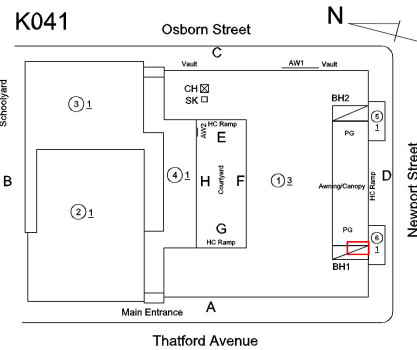 K041
Osborn Street
N
C
Vault
AW1
Vault
CH
SK
BH2
Schoolyard
3 1
AW2
HC Ramp
E
5
1
PG
B
4 1
H
Courtyard
F
1 3
Awning/Canopy
HC Ramp
D
Newport Street
2 1
G
PG
6
1
HC Ramp
BH1
Main Entrance
A
Thatford Avenue